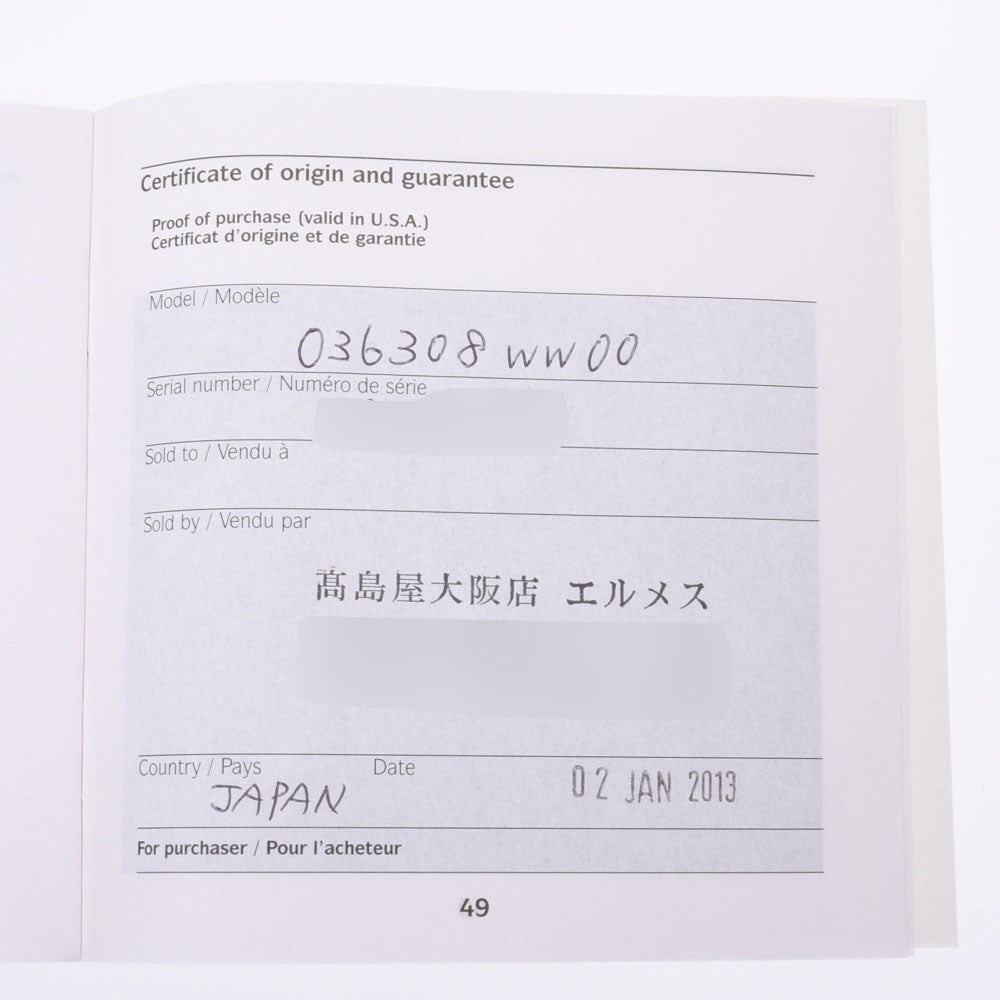 Certificate of origin and guarantee
Proof of purchase (valid in U.S.A.)
Certificat d'origine et de garantie
Model / Modèle
036308 WW00
Serial number / Numéro de série
Sold to / Vendu à
Sold by / Vendu par
髙島屋大阪店 エルメス
Country / Pays
JAPAN
Date
02 JAN 2013
For purchaser / Pour l'acheteur
49